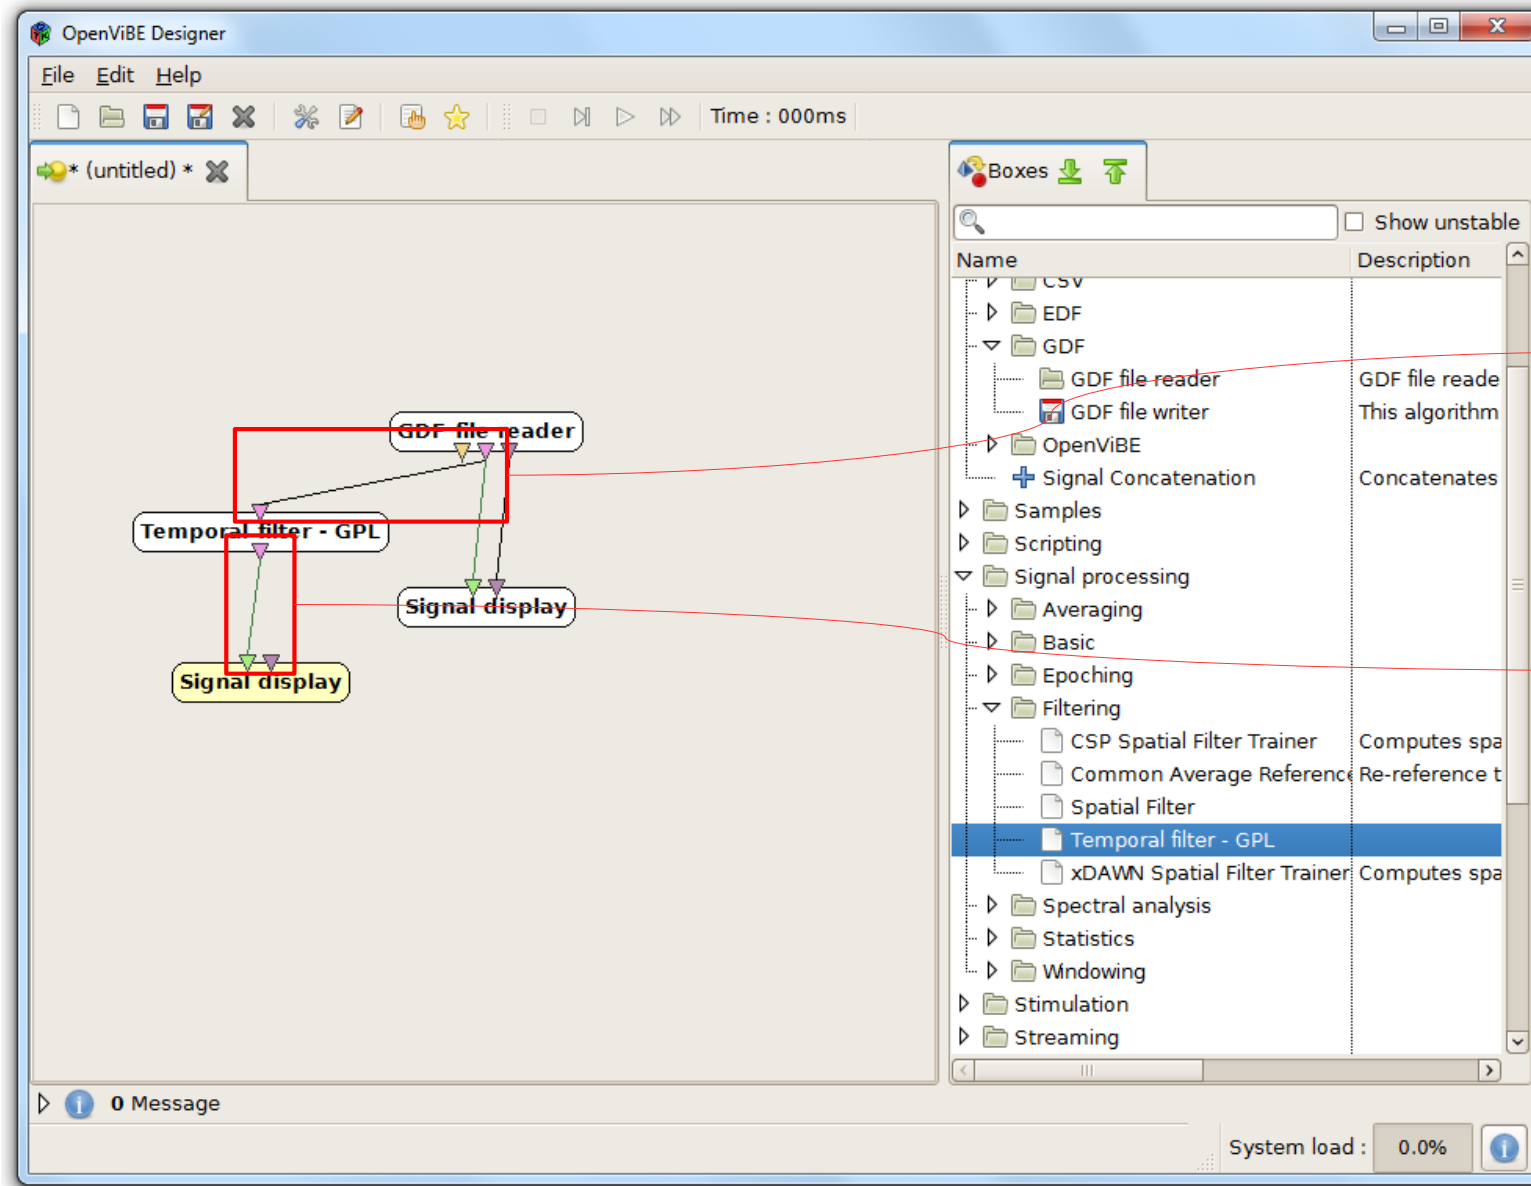 OpenViBE Designer
File Edit Help
Time : 000ms
* (untitled) *
Boxes
Show unstable
Name Description
CSV
EDF
GDF
GDF file reader GDF file reade
GDF file writer This algorithm
OpenViBE
Signal Concatenation Concatenates
Samples
Scripting
Signal processing
Averaging
Basic
Epoching
Filtering
CSP Spatial Filter Trainer Computes spa
Common Average Reference Re-reference t
Spatial Filter
Temporal filter - GPL
xDAWN Spatial Filter Trainer Computes spa
Spectral analysis
Statistics
Windowing
Stimulation
Streaming
GDF file reader
Temporal filter - GPL
Signal display
Signal display
0 Message
System load : 0.0%